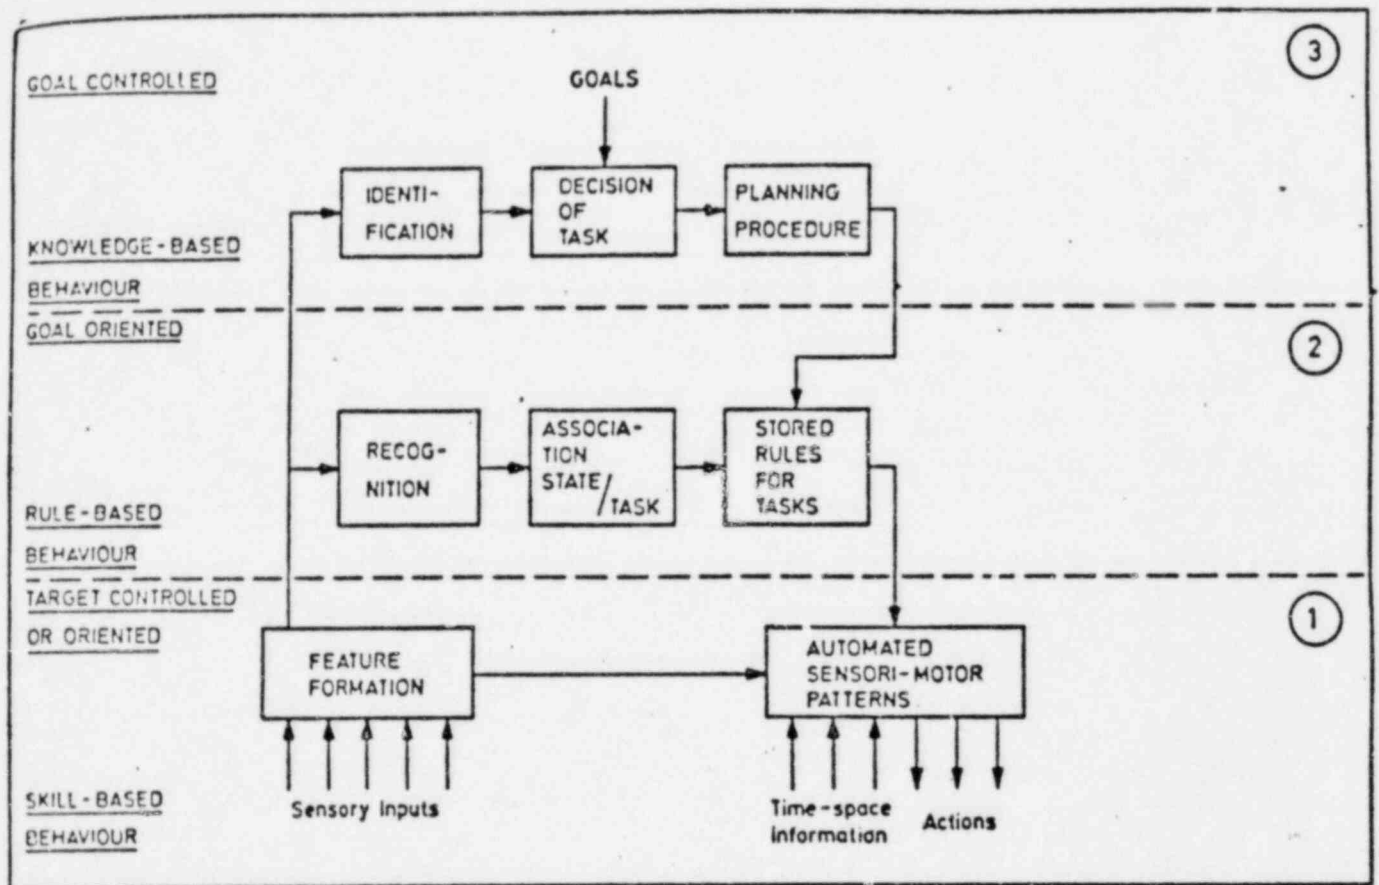 3
GOAL CONTROLLED
GOALS
IDENTI-
FICATION
DECISION
OF
TASK
PLANNING
PROCEDURE
KNOWLEDGE-BASED
BEHAVIOUR
GOAL ORIENTED
2
RECOG-
NITION
ASSOCIA-
TION
STATE/
TASK
STORED
RULES
FOR
TASKS
RULE-BASED
BEHAVIOUR
TARGET CONTROLLED
OR ORIENTED
1
FEATURE
FORMATION
AUTOMATED
SENSORI-MOTOR
PATTERNS
Sensory Inputs
Time-space
Information
Actions
SKILL-BASED
BEHAVIOUR